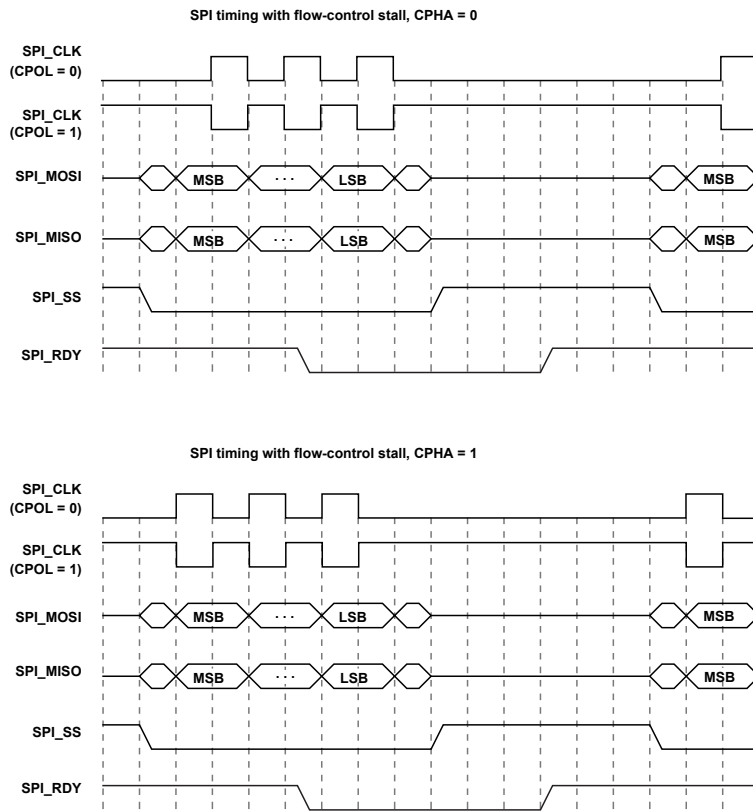 SPI timing with flow-control stall, CPHA = 0
SPI_CLK
(CPOL = 0)
SPI_CLK
(CPOL = 1)
SPI_MOSI
MSB
· · ·
LSB
MSB
SPI_MISO
MSB
· · ·
LSB
MSB
SPI_SS
SPI_RDY
SPI timing with flow-control stall, CPHA = 1
SPI_CLK
(CPOL = 0)
SPI_CLK
(CPOL = 1)
SPI_MOSI
MSB
· · ·
LSB
MSB
SPI_MISO
MSB
· · ·
LSB
MSB
SPI_SS
SPI_RDY